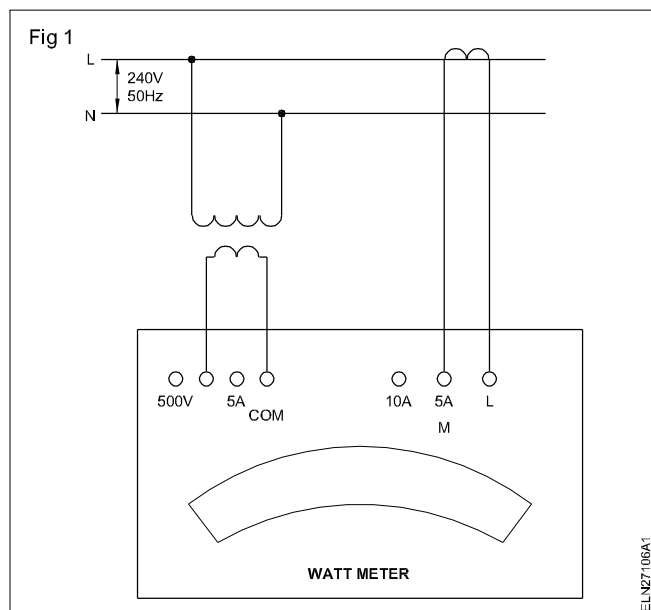 Fig 1
L
240V
50Hz
N
500V
5A
COM
10A
5A
L
M
WATT METER
ELN27106A1